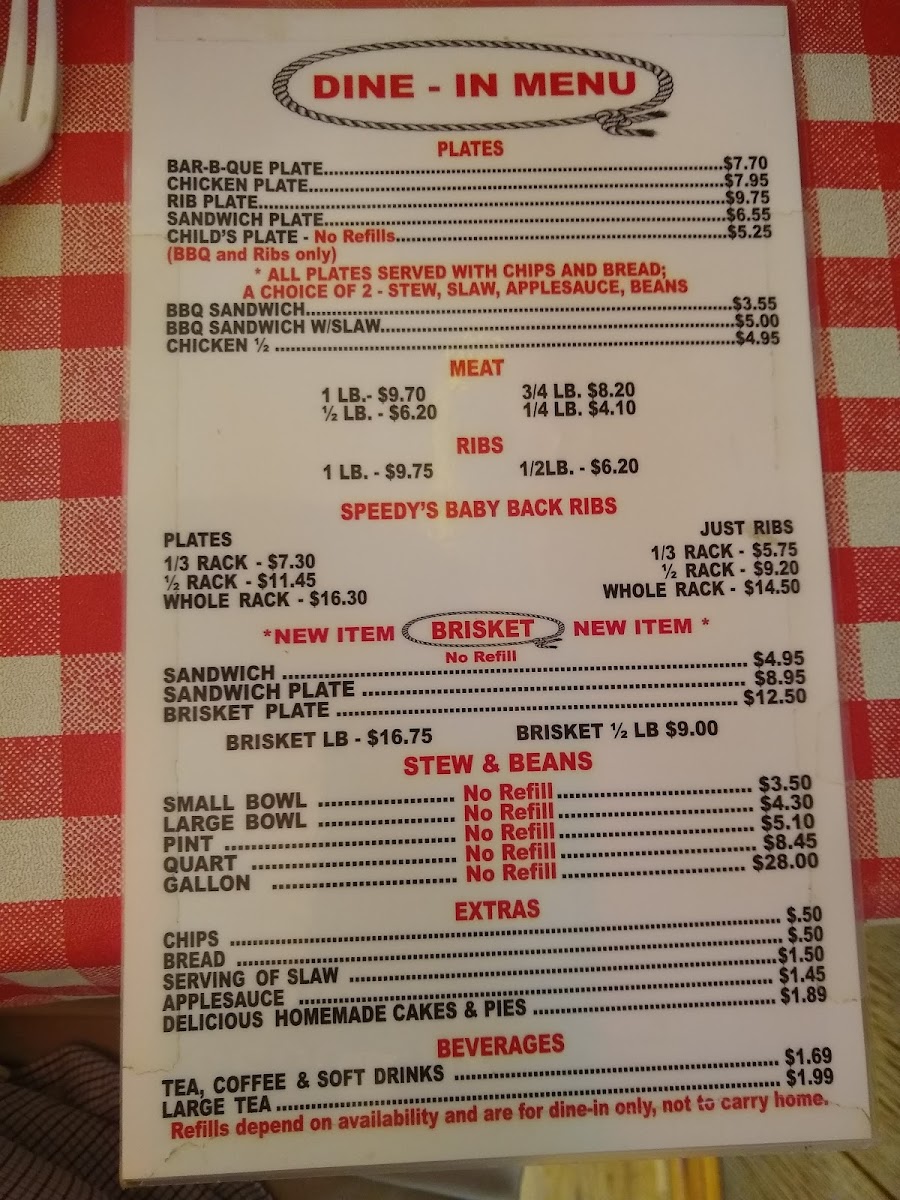 DINE - IN MENU
PLATES
BAR-B-QUE PLATE....................$7.70
CHICKEN PLATE....................$7.95
RIB PLATE....................$9.75
SANDWICH PLATE....................$6.55
CHILD'S PLATE - No Refills....................$5.25
(BBQ and Ribs only)
* ALL PLATES SERVED WITH CHIPS AND BREAD;
A CHOICE OF 2 - STEW, SLAW, APPLESAUCE, BEANS
BBQ SANDWICH....................$3.55
BBQ SANDWICH W/SLAW....................$5.00
CHICKEN ½ ....................$4.95
MEAT
1 LB.- $9.70 3/4 LB. $8.20
½ LB. - $6.20 1/4 LB. $4.10
RIBS
1 LB. - $9.75 1/2LB. - $6.20
SPEEDY'S BABY BACK RIBS
PLATES JUST RIBS
1/3 RACK - $7.30 1/3 RACK - $5.75
½ RACK - $11.45 ½ RACK - $9.20
WHOLE RACK - $16.30 WHOLE RACK - $14.50
*NEW ITEM BRISKET NEW ITEM *
No Refill
SANDWICH .................... $4.95
SANDWICH PLATE .................... $8.95
BRISKET PLATE .................... $12.50
BRISKET LB - $16.75 BRISKET ½ LB $9.00
STEW & BEANS
SMALL BOWL .................... No Refill .................... $3.50
LARGE BOWL .................... No Refill .................... $4.30
PINT .................... No Refill .................... $5.10
QUART .................... No Refill .................... $8.45
GALLON .................... No Refill .................... $28.00
EXTRAS
CHIPS .................... $.50
BREAD .................... $.50
SERVING OF SLAW ....................$1.50
APPLESAUCE .................... $1.45
DELICIOUS HOMEMADE CAKES & PIES .................... $1.89
BEVERAGES
TEA, COFFEE & SOFT DRINKS .................... $1.69
LARGE TEA .................... $1.99
Refills depend on availability and are for dine-in only, not to carry home.